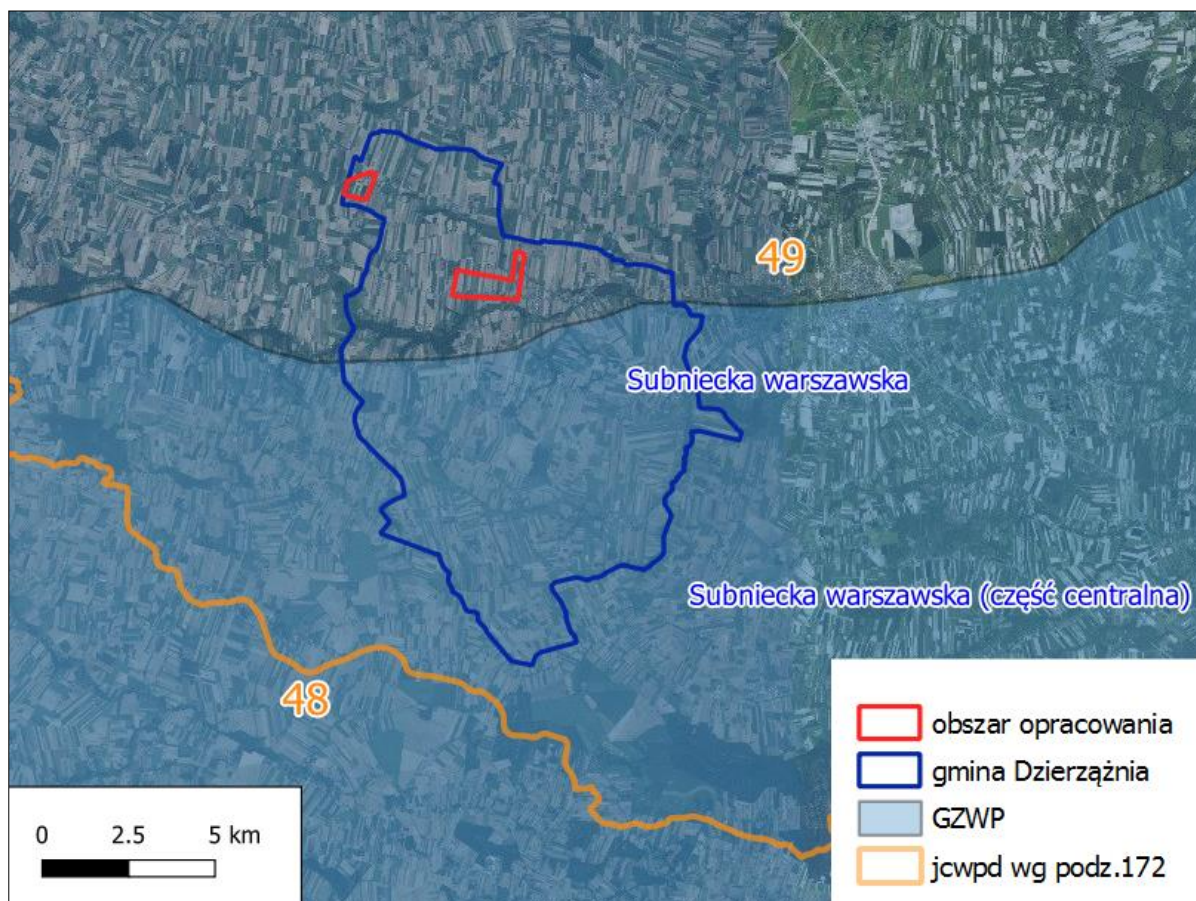 49
Subniecka warszawska
Subniecka warszawska (część centralna)
48
obszar opracowania
gmina Dzierzążnia
GZWP
jcwpd wg podz.172
0 2.5 5 km